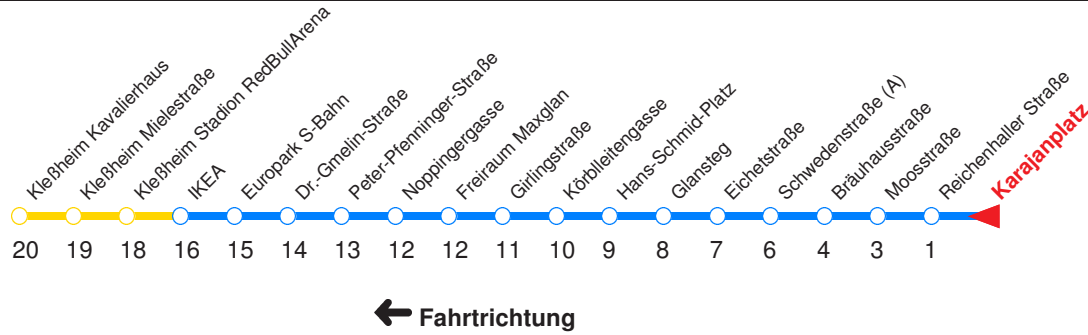 Kleßheim Kavalierhaus
Kleßheim Mielestraße
Kleßheim Stadion RedBullArena
IKEA
Europark S-Bahn
Dr.-Gmelin-Straße
Peter-Pfenninger-Straße
Noppingergasse
Freiraum Maxglan
Girlingstraße
Körblleitengasse
Hans-Schmid-Platz
Glansteg
Eichetstraße
Schwedenstraße (A)
Bräuhausstraße
Moosstraße
Reichenhaller Straße
Karajanplatz
20 19 18 16 15 14 13 12 12 11 10 9 8 7 6 4 3 1
Fahrtrichtung